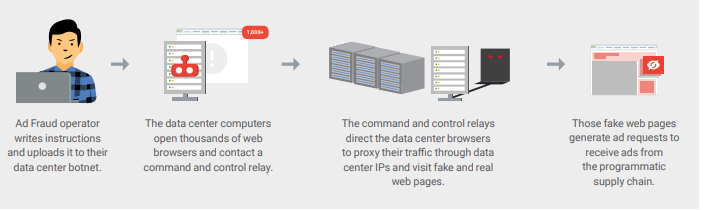 1,000+
Ad Fraud operator
writes instructions
and uploads it to their
data center botnet.
The data center computers
open thousands of web
browsers and contact a
command and control relay.
The command and control relays
direct the data center browsers
to proxy their traffic through data
center IPs and visit fake and real
web pages.
Those fake web pages
generate ad requests to
receive ads from
the programmatic
supply chain.